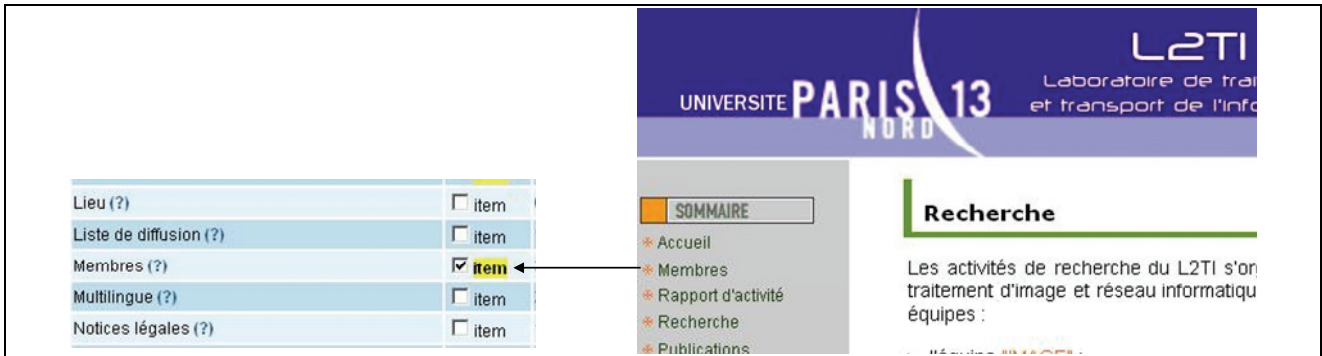 Lieu (?) item
Liste de diffusion (?) item
Membres (?) item
Multilingue (?) item
Notices légales (?) item
L2TI
Laboratoire de trai
UNIVERSITE PARIS 13
et transport de l'info
NORD
SOMMAIRE
Accueil
Membres
Rapport d'activité
Recherche
Publications
Recherche
Les activités de recherche du L2TI s'or
traitement d'image et réseau informatiqu
équipes :
l'équipe "IMAGE" :